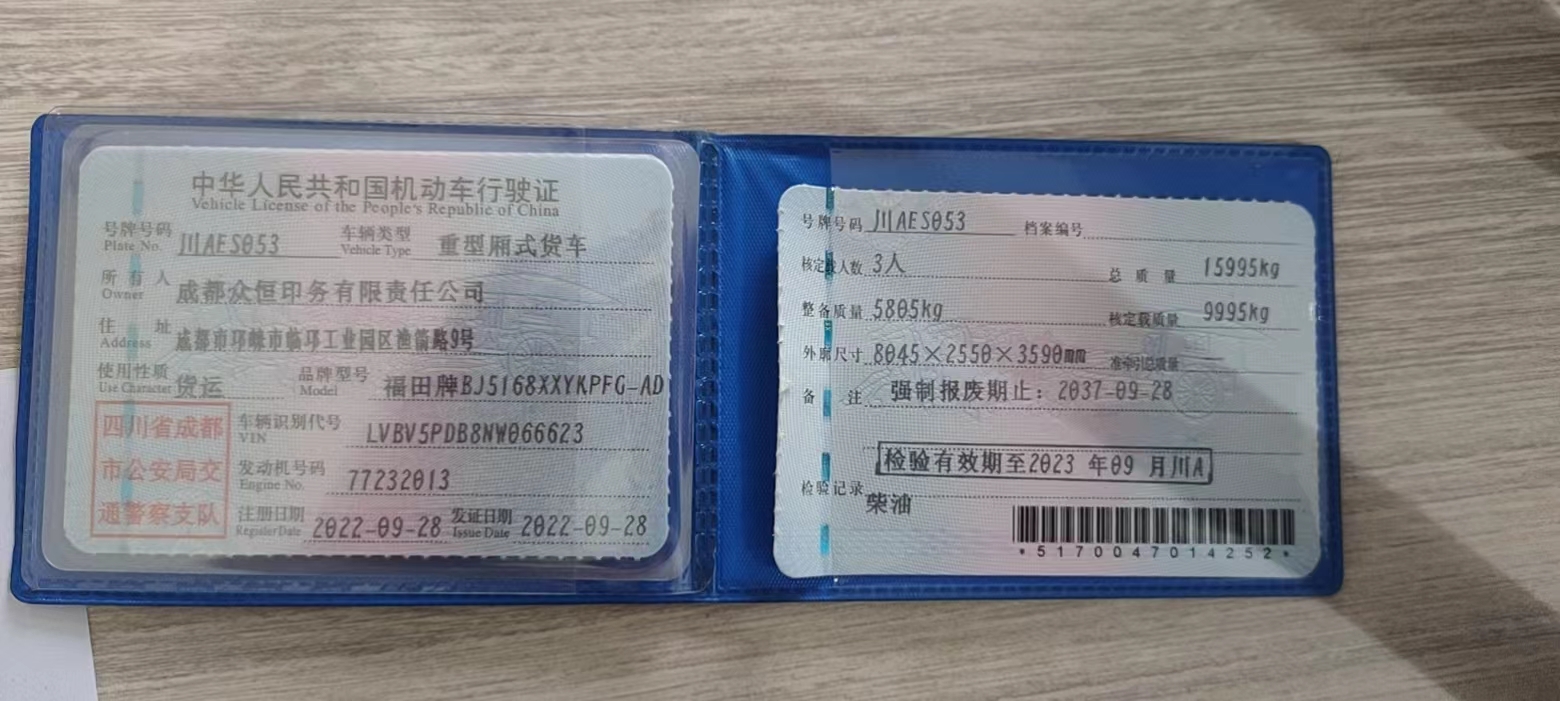 中华人民共和国机动车行驶证
Vehicle License of the People's Republic of China
号牌号码 川AES053 车辆类型 重型厢式货车
Plate No. Vehicle Type
所有人 成都众恒印务有限责任公司
Owner
住址 成都市邛崃市临邛工业园区渔箭路9号
Address
使用性质 货运 品牌型号 福田牌BJ5168XXYKPFG-AD
Use Character Model
四川省成都
市公安局交
通警察支队
车辆识别代号 LVBV5PDB8NW066623
VIN
发动机号码 77232013
Engine No.
注册日期 2022-09-28 发证日期 2022-09-28
Register Date Issue Date
号牌号码 川AES053 档案编号
核定载人数 3人 总质量 15995kg
整备质量 5805kg 核定载质量 9995kg
外廓尺寸 8045×2550×3590mm 准牵引总质量 —
备注 强制报废期止：2037-09-28
检验有效期至2023 年09 月川A
检验记录
柴油
*5170047014252*